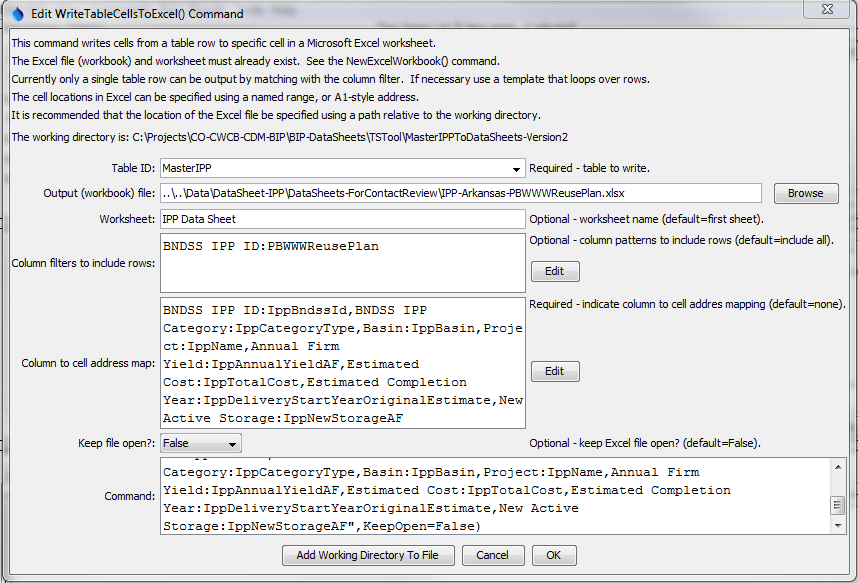 Edit WriteTableCellsToExcel() Command
This command writes cells from a table row to specific cell in a Microsoft Excel worksheet.
The Excel file (workbook) and worksheet must already exist.  See the NewExcelWorkbook() command.
Currently only a single table row can be output by matching with the column filter.  If necessary use a template that loops over rows.
The cell locations in Excel can be specified using a named range, or A1-style address.
It is recommended that the location of the Excel file be specified using a path relative to the working directory.
The working directory is: C:\Projects\CO-CWCB-CDM-BIP\BIP-DataSheets\TSTool\MasterIPPToDataSheets-Version2
Table ID: MasterIPP Required - table to write.
Output (workbook) file: ..\..\Data\DataSheet-IPP\DataSheets-ForContactReview\IPP-Arkansas-PBWWWReusePlan.xlsx Browse
Worksheet: IPP Data Sheet Optional - worksheet name (default=first sheet).
Column filters to include rows: BNDSS IPP ID:PBWWWReusePlan Optional - column patterns to include rows (default=include all).
Edit
Column to cell address map: BNDSS IPP ID:IppBndssId,BNDSS IPP Required - indicate column to cell addres mapping (default=none).
Category:IppCategoryType,Basin:IppBasin,Proje
ct:IppName,Annual Firm
Yield:IppAnnualYieldAF,Estimated
Edit
Cost:IppTotalCost,Estimated Completion
Year:IppDeliveryStartYearOriginalEstimate,New
Active Storage:IppNewStorageAF
Keep file open?: False Optional - keep Excel file open? (default=False).
Command: Category:IppCategoryType,Basin:IppBasin,Project:IppName,Annual Firm
Yield:IppAnnualYieldAF,Estimated Cost:IppTotalCost,Estimated Completion
Year:IppDeliveryStartYearOriginalEstimate,New Active
Storage:IppNewStorageAF",KeepOpen=False)
Add Working Directory To File Cancel OK